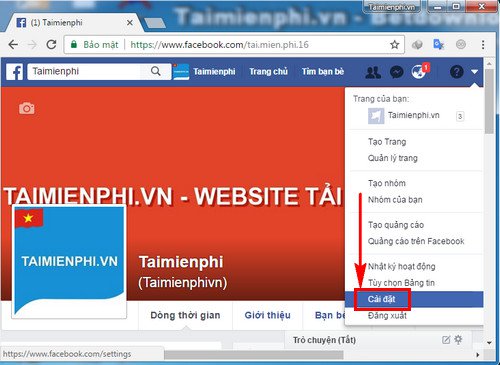 Taimienphi.vn
(1) Taimienphi
Bảo mật
https://www.facebook.com/tai.mien.phi.16
Taimienphi
Taimienphi Trang chủ Tìm bạn bè
1
Trang của bạn:
Taimienphi.vn 3
Tạo Trang
Quản lý trang
Tạo nhóm
Nhóm của bạn
Tạo quảng cáo
Quảng cáo trên Facebook
Nhật ký hoạt động
Tùy chọn Bảng tin
Cài đặt
Đăng xuất
TAIMIENPHI.VN - WEBSITE TẢI
TAIMIENPHI.VN
Taimienphi
(Taimienphivn)
Dòng thời gian Giới thiệu Bạn bè
Trò chuyện (Tắt)
https://www.facebook.com/settings